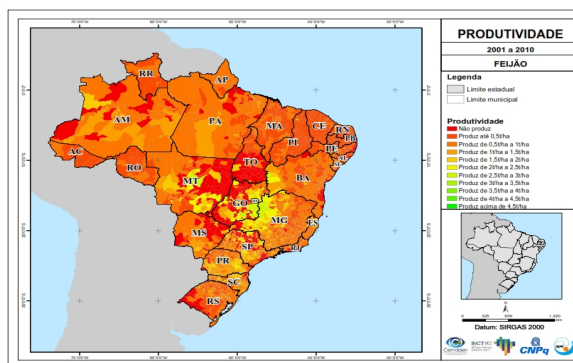 PRODUTIVIDADE
2001 a 2010
FEIJÃO
Legenda
Limite estadual
Limite municipal
Produtividade
Não produz
Produz até 0,5t/ha
Produz de 0,5t/ha a 1t/ha
Produz de 1t/ha a 1,5t/ha
Produz de 1,5t/ha a 2t/ha
Produz de 2t/ha a 2,5t/ha
Produz de 2,5t/ha a 3t/ha
Produz de 3t/ha a 3,5t/ha
Produz de 3,5t/ha a 4t/ha
Produz de 4t/ha a 4,5t/ha
Produz acima de 4,5t/ha
RR
AP
AM
PA
MA
CE
RN
PB
PE
PI
AC
RO
TO
BA
MT
GO
MG
ES
MS
SP
RJ
PR
SC
RS
Datum: SIRGAS 2000
Cemaden
INCT
CNPq